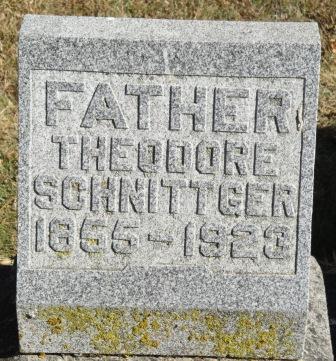 FATHER
THEODORE
SCHNITTGER
1855-1923